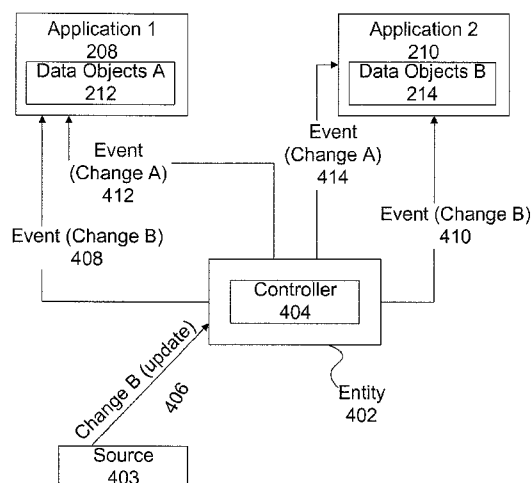 Application 1
208
Data Objects A
212
Application 2
210
Data Objects B
214
Event
(Change A)
412
Event
(Change A)
414
Event (Change B)
408
Event (Change B)
410
Controller
404
Change B (update)
406
Entity
402
Source
403